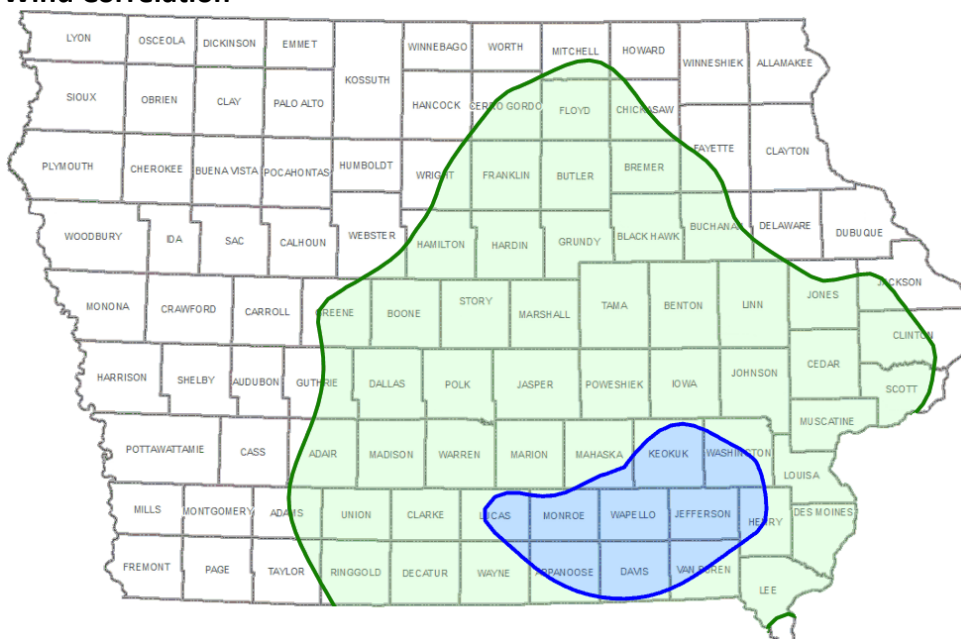 Wind Correlation
LYON OSCEOLA DICKINSON EMMET WINNEBAGO WORTH MITCHELL HOWARD WINNESHIEK ALLAMAKEE
KOSSUTH
SIOUX OBRIEN CLAY PALO ALTO HANCOCK CERRO GORDO FLOYD CHICKASAW
PLYMOUTH CHEROKEE BUENA VISTA POCAHONTAS HUMBOLDT WRIGHT FRANKLIN BUTLER BREMER FAYETTE CLAYTON
WOODBURY IDA SAC CALHOUN WEBSTER HAMILTON HARDIN GRUNDY BLACK HAWK BUCHANAN DELAWARE DUBUQUE
MONONA CRAWFORD CARROLL GREENE BOONE STORY MARSHALL TAMA BENTON LINN JONES JACKSON
CLINTON
HARRISON SHELBY AUDUBON GUTHRIE DALLAS POLK JASPER POWESHIEK IOWA JOHNSON CEDAR SCOTT
MUSCATINE
POTTAWATTAMIE CASS ADAIR MADISON WARREN MARION MAHASKA KEOKUK WASHINGTON LOUISA
MILLS MONTGOMERY ADAMS UNION CLARKE LUCAS MONROE WAPELLO JEFFERSON HENRY DES MOINES
FREMONT PAGE TAYLOR RINGGOLD DECATUR WAYNE APPANOOSE DAVIS VAN BUREN LEE